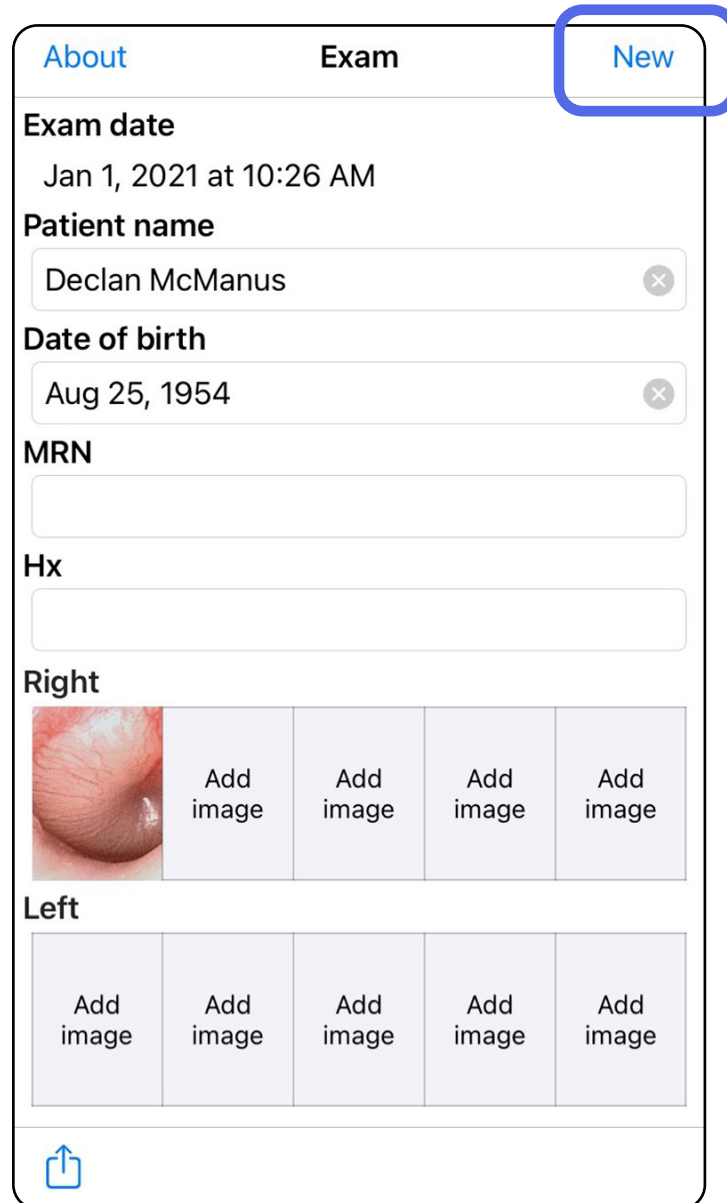 About Exam New
Exam date
Jan 1, 2021 at 10:26 AM
Patient name
Declan McManus
Date of birth
Aug 25, 1954
MRN
Hx
Right
Add Add Add Add
image image image image
Left
Add Add Add Add Add
image image image image image